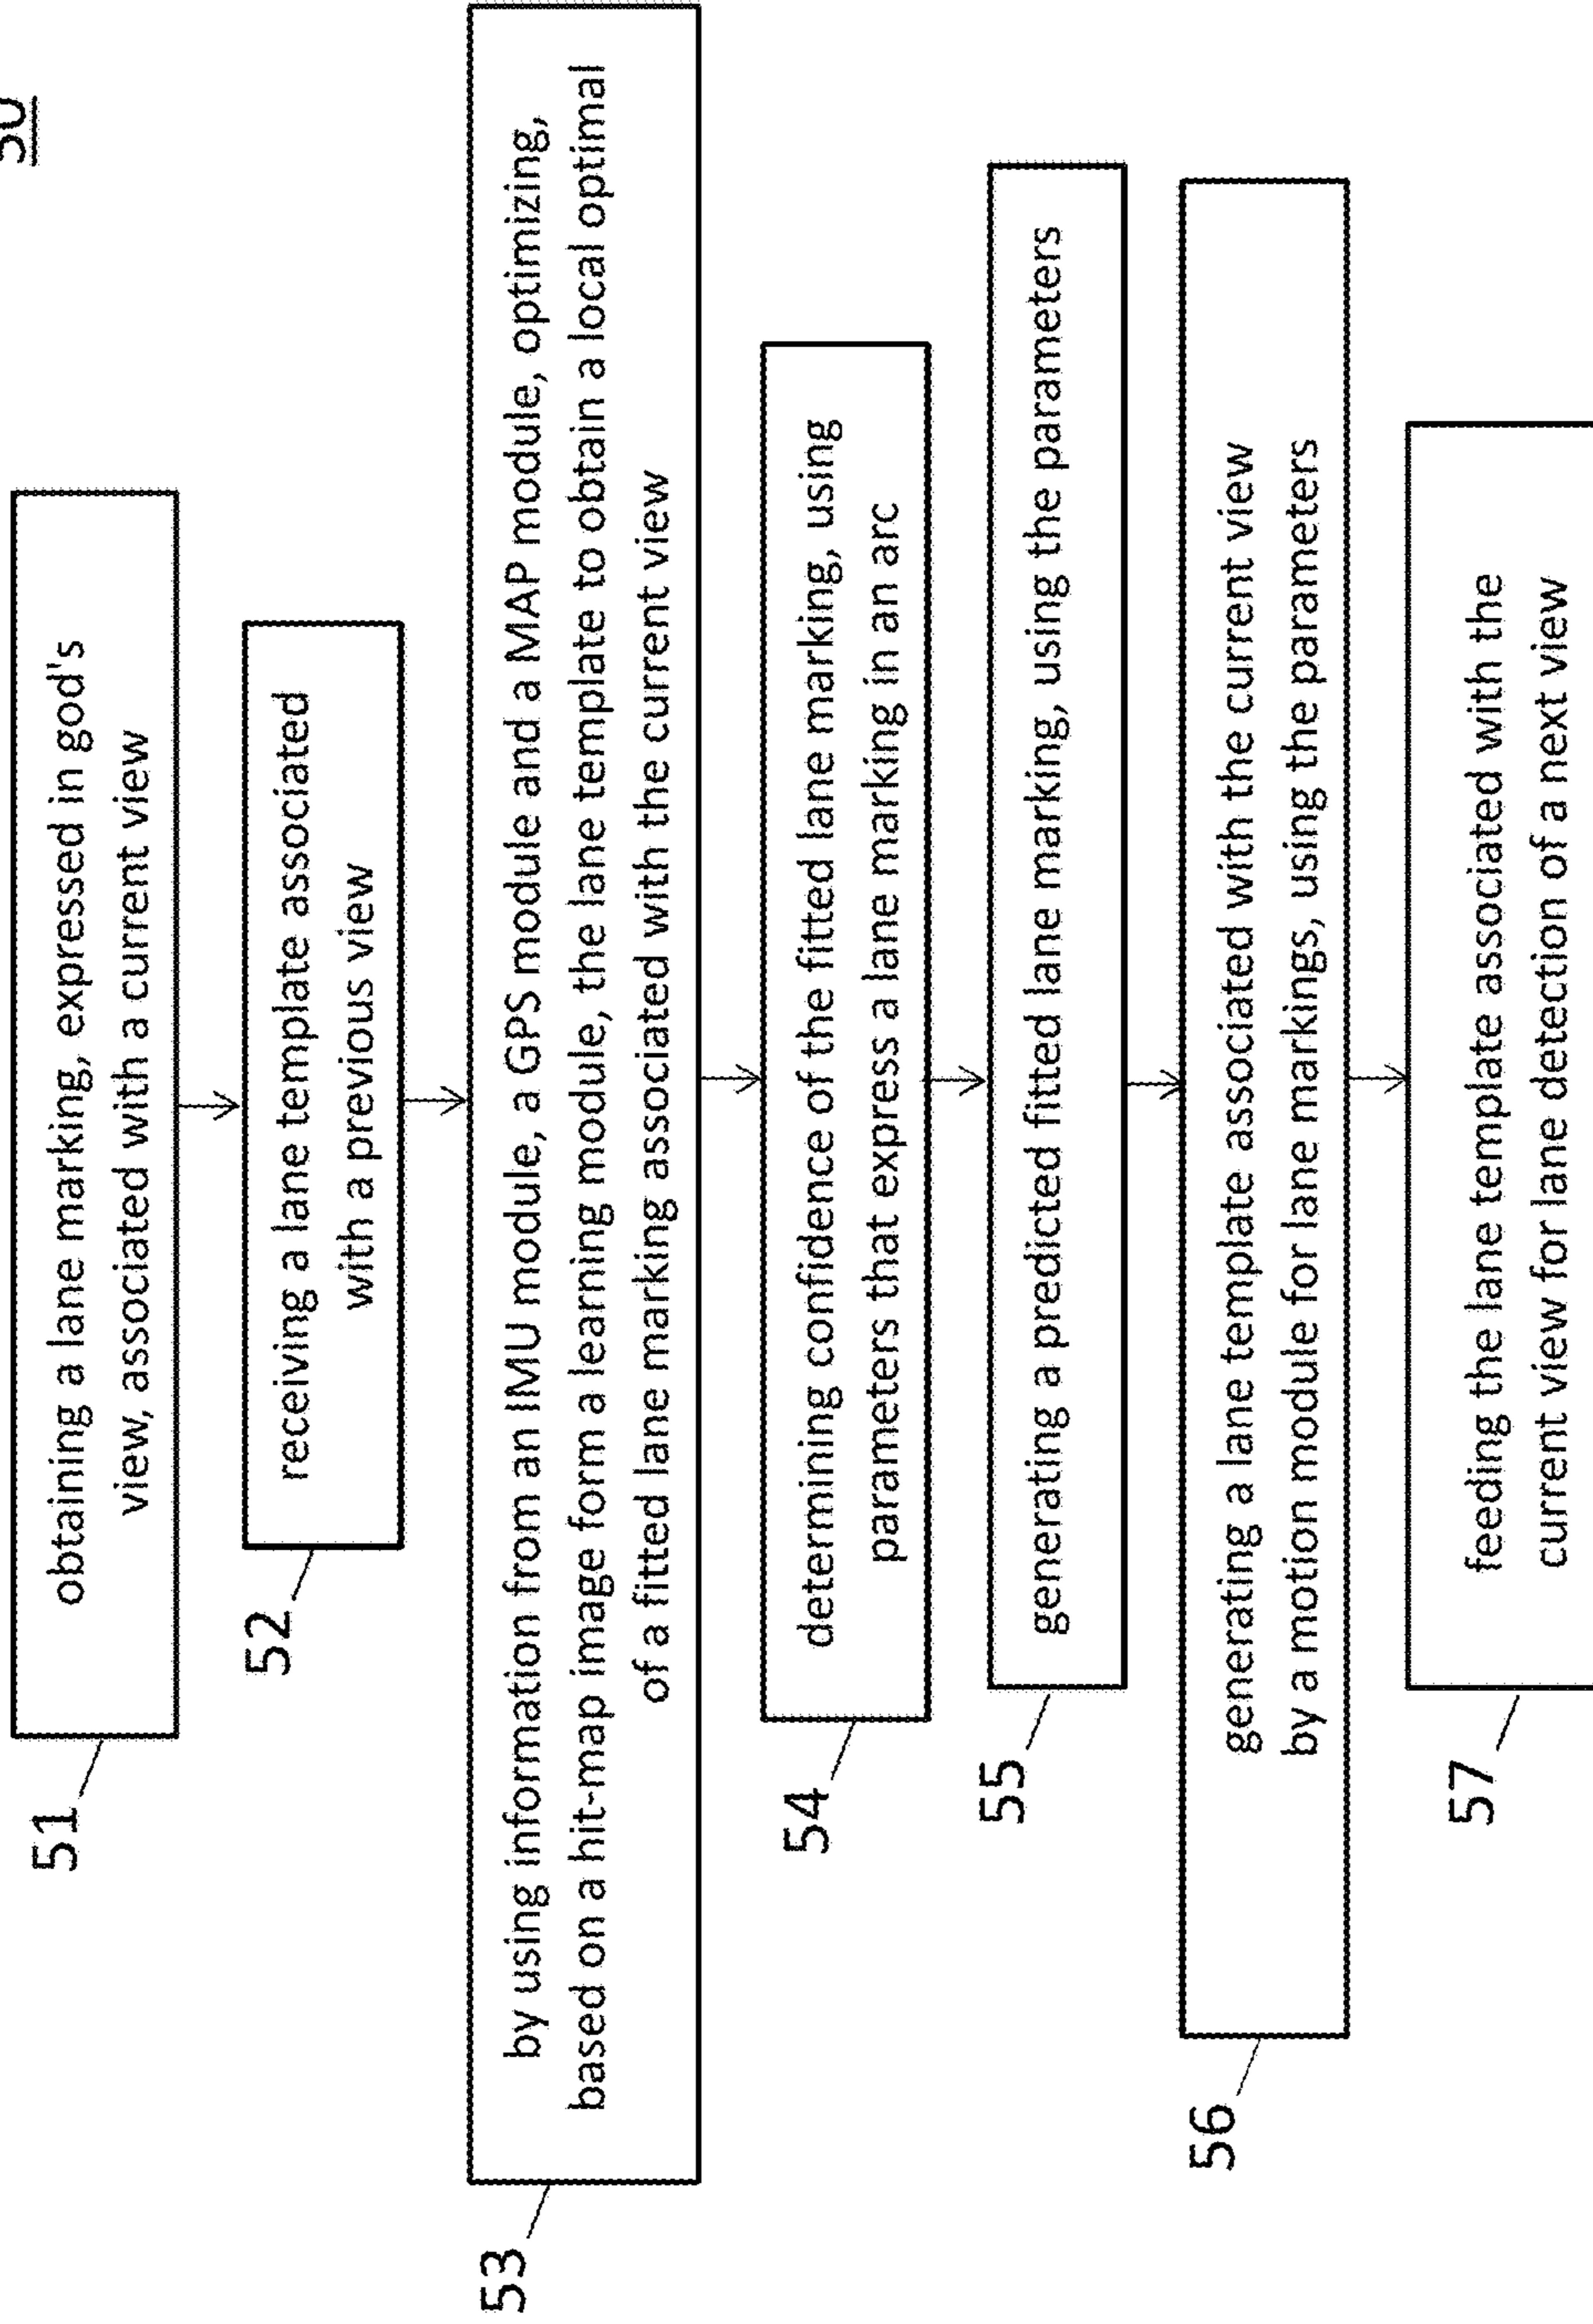 50
51
obtaining a lane marking, expressed in god's
view, associated with a current view
52
receiving a lane template associated
with a previous view
53
by using information from an IMU module, a GPS module and a MAP module, optimizing,
based on a hit-map image form a learning module, the lane template to obtain a local optimal
of a fitted lane marking associated with the current view
54
determining confidence of the fitted lane marking, using
parameters that express a lane marking in an arc
55
generating a predicted fitted lane marking, using the parameters
56
generating a lane template associated with the current view
by a motion module for lane markings, using the parameters
57
feeding the lane template associated with the
current view for lane detection of a next view